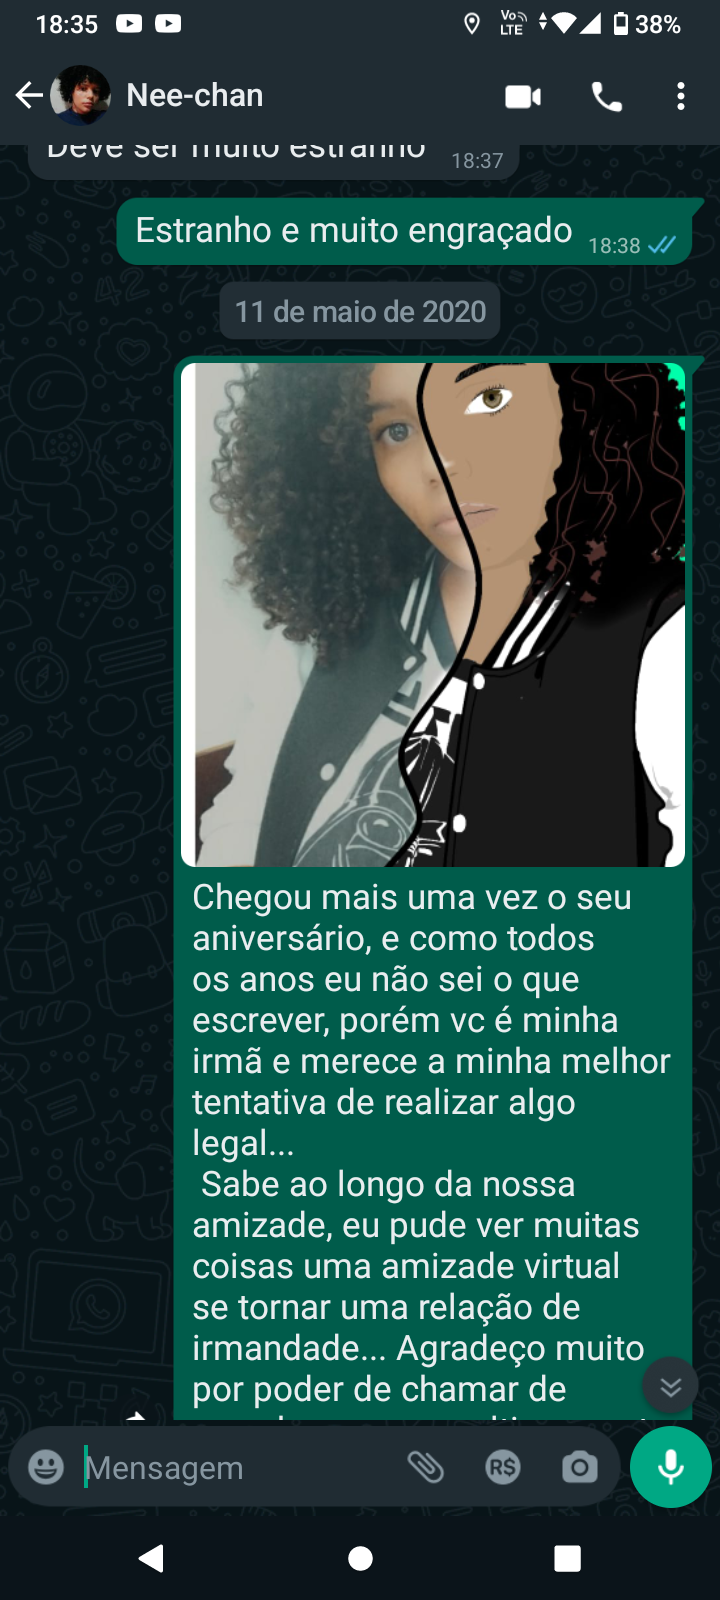 18:35
Vo
LTE
38%
Nee-chan
Deve ser muito estranho 18:37
Estranho e muito engraçado 18:38
11 de maio de 2020
Chegou mais uma vez o seu
aniversário, e como todos
os anos eu não sei o que
escrever, porém vc é minha
irmã e merece a minha melhor
tentativa de realizar algo
legal...
Sabe ao longo da nossa
amizade, eu pude ver muitas
coisas uma amizade virtual
se tornar uma relação de
irmandade... Agradeço muito
por poder de chamar de
Mensagem
R$